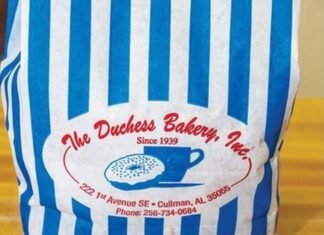 The Duchess Bakery, Inc.
Since 1939
222 1st Avenue SE • Cullman, AL 35055
Phone: 256-734-0684